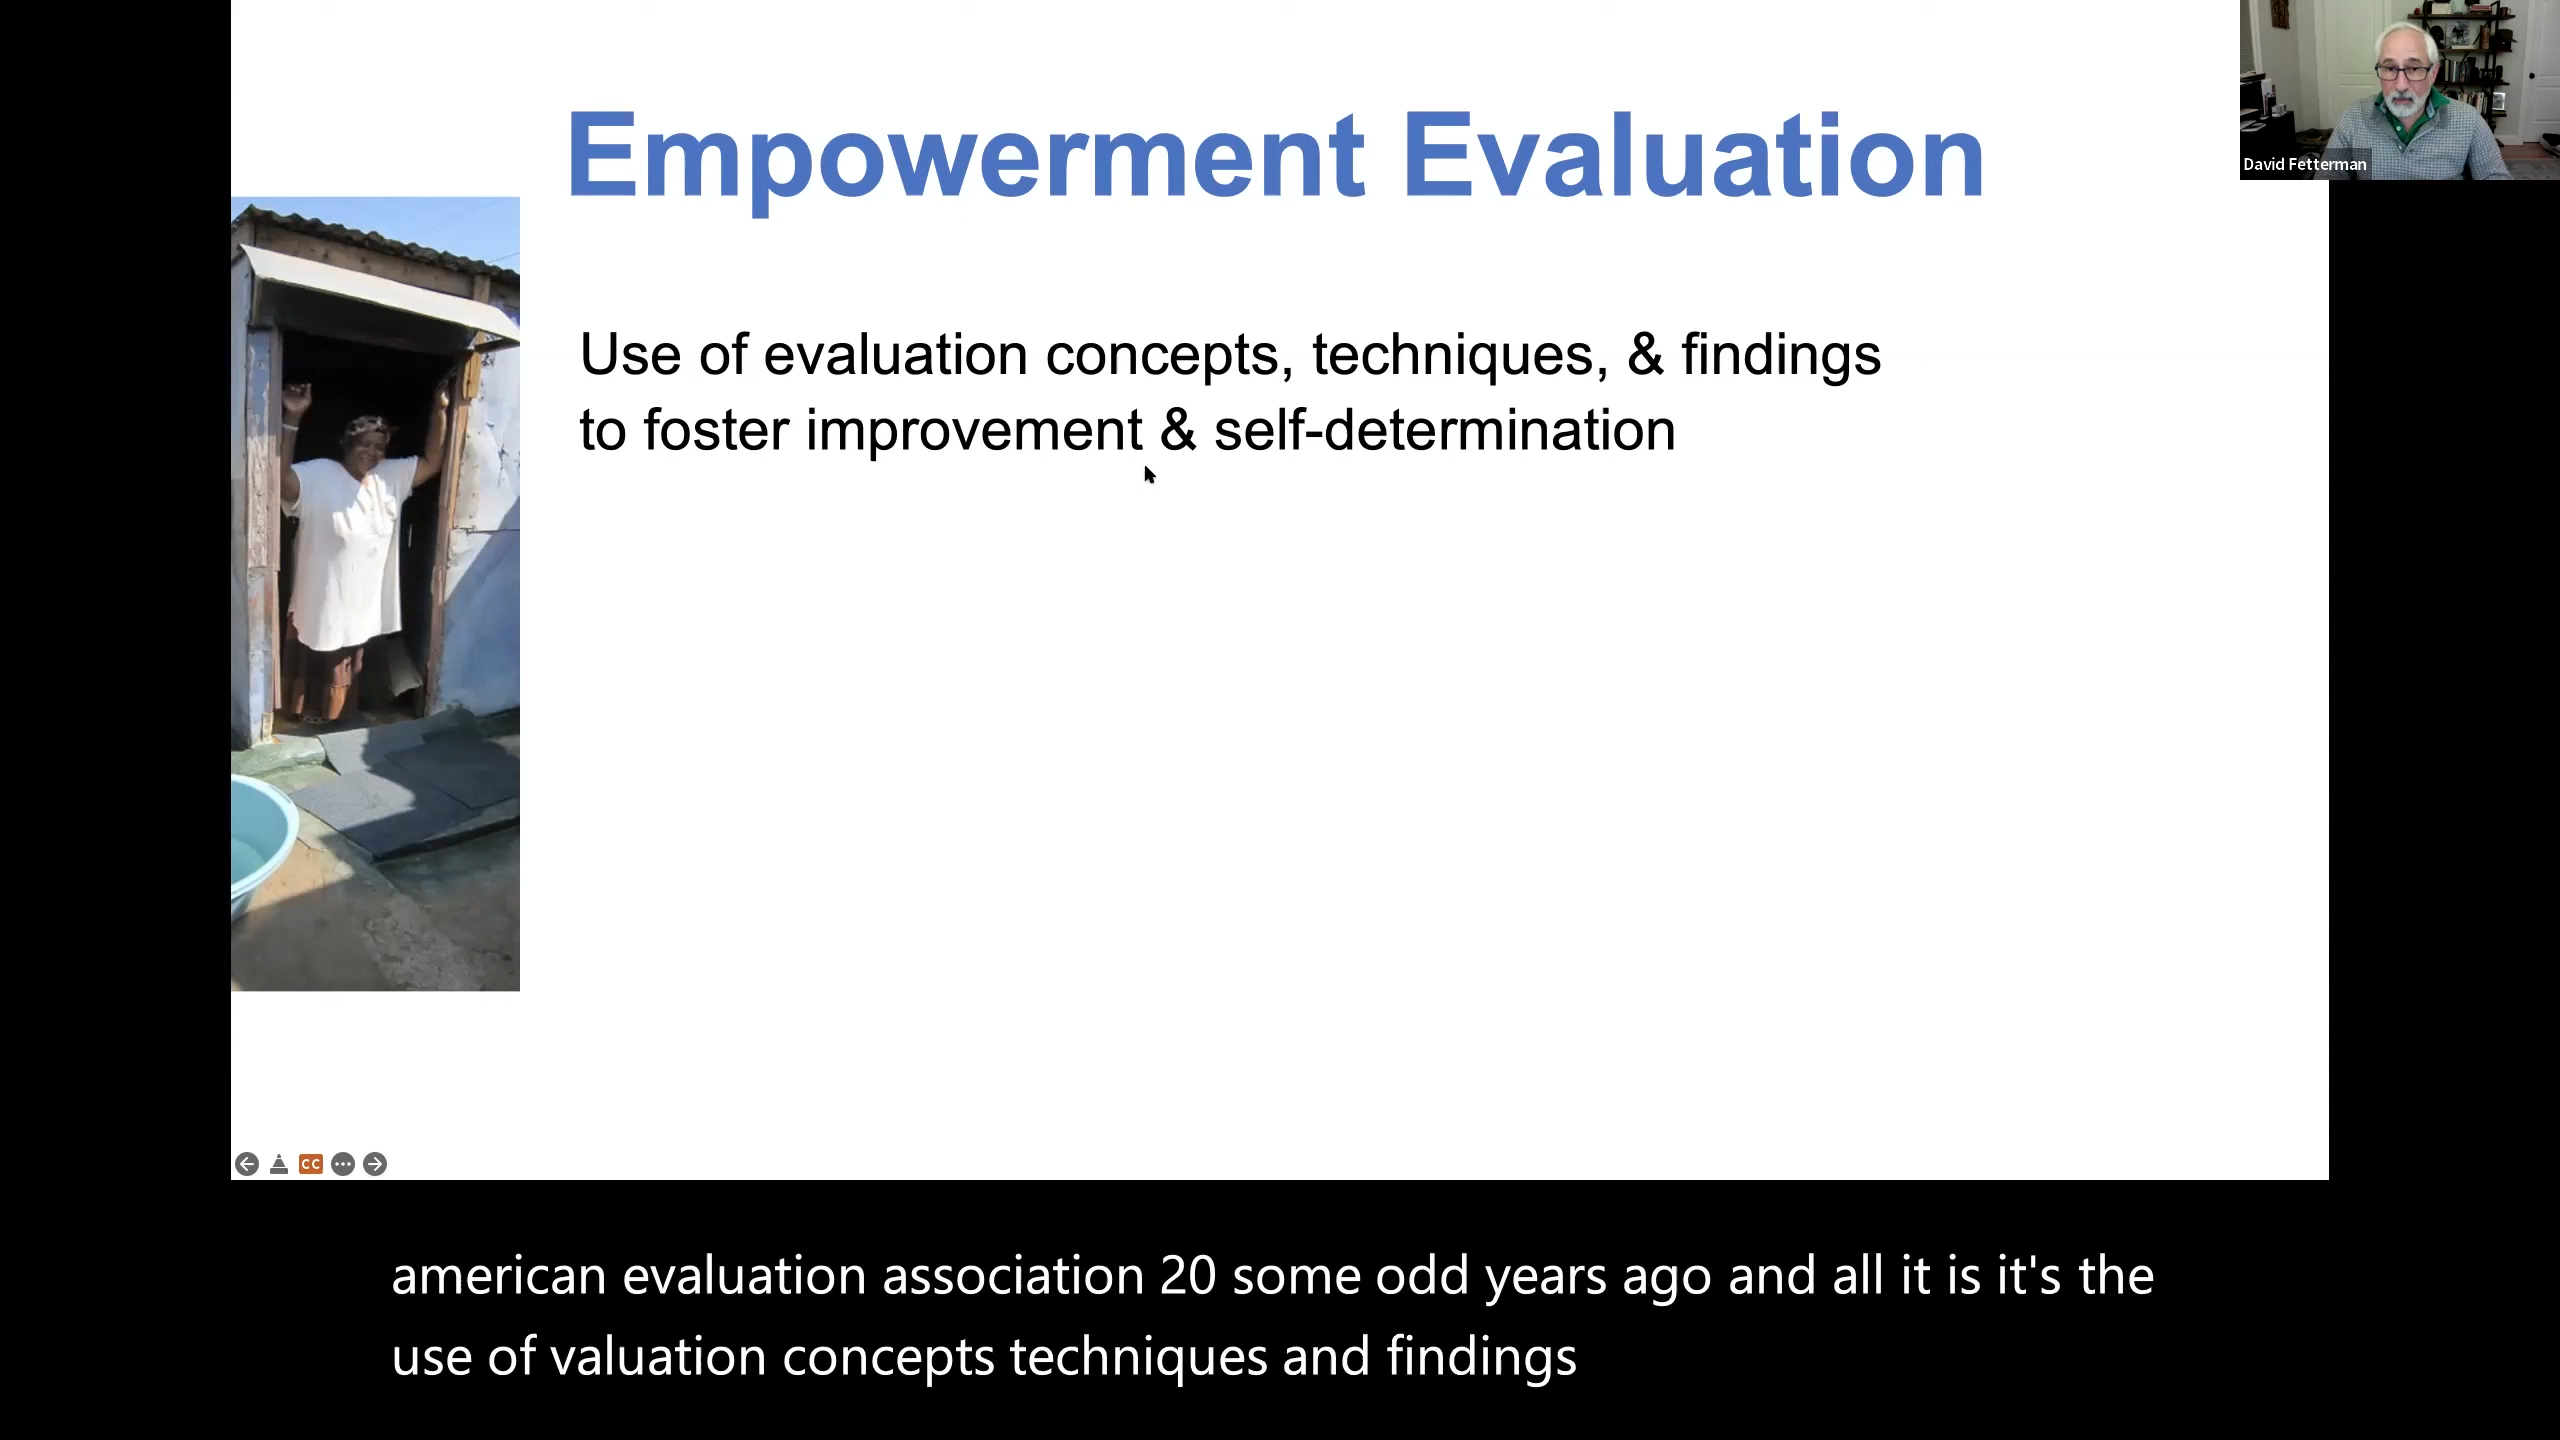 Empowerment Evaluation
David Fetterman
Use of evaluation concepts, techniques, & findings
to foster improvement & self-determination
CC
american evaluation association 20 some odd years ago and all it is it's the
use of valuation concepts techniques and findings